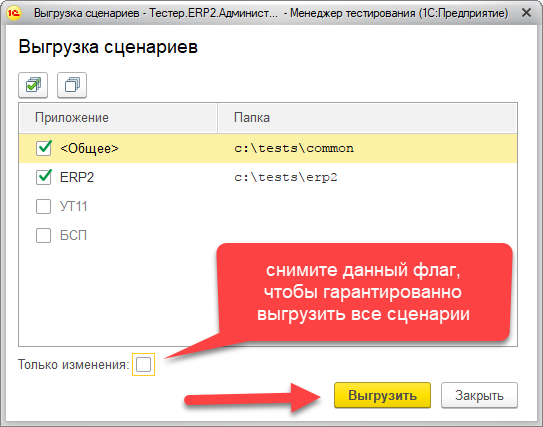 Выгрузка сценариев - Тестер.ERP2.Админист... - Менеджер тестирования (1С:Предприятие)
Выгрузка сценариев
Приложение Папка
<Общее> c:\tests\common
ERP2 c:\tests\erp2
УТ11
БСП
снимите данный флаг,
чтобы гарантированно
выгрузить все сценарии
Только изменения:
Выгрузить Закрыть